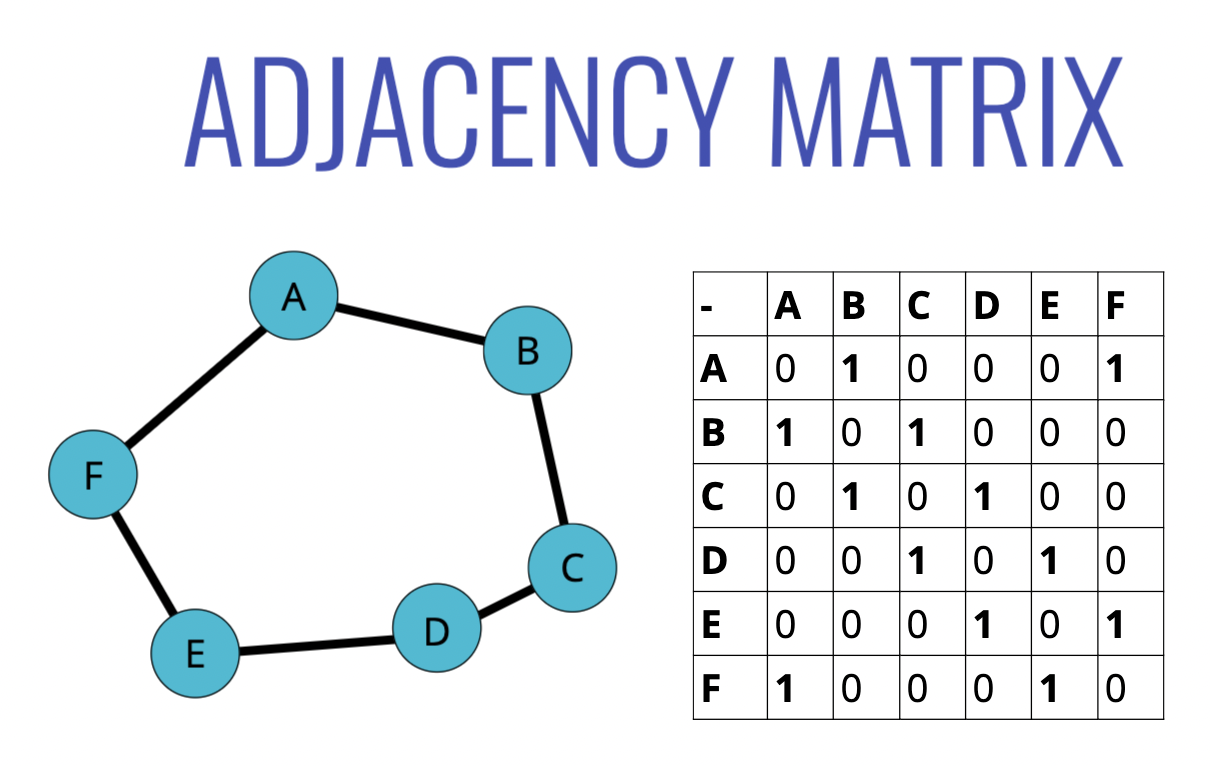 ADJACENCY MATRIX
A
B
F
C
D
E
- A B C D E F
A 0 1 0 0 0 1
B 1 0 1 0 0 0
C 0 1 0 1 0 0
D 0 0 1 0 1 0
E 0 0 0 1 0 1
F 1 0 0 0 1 0